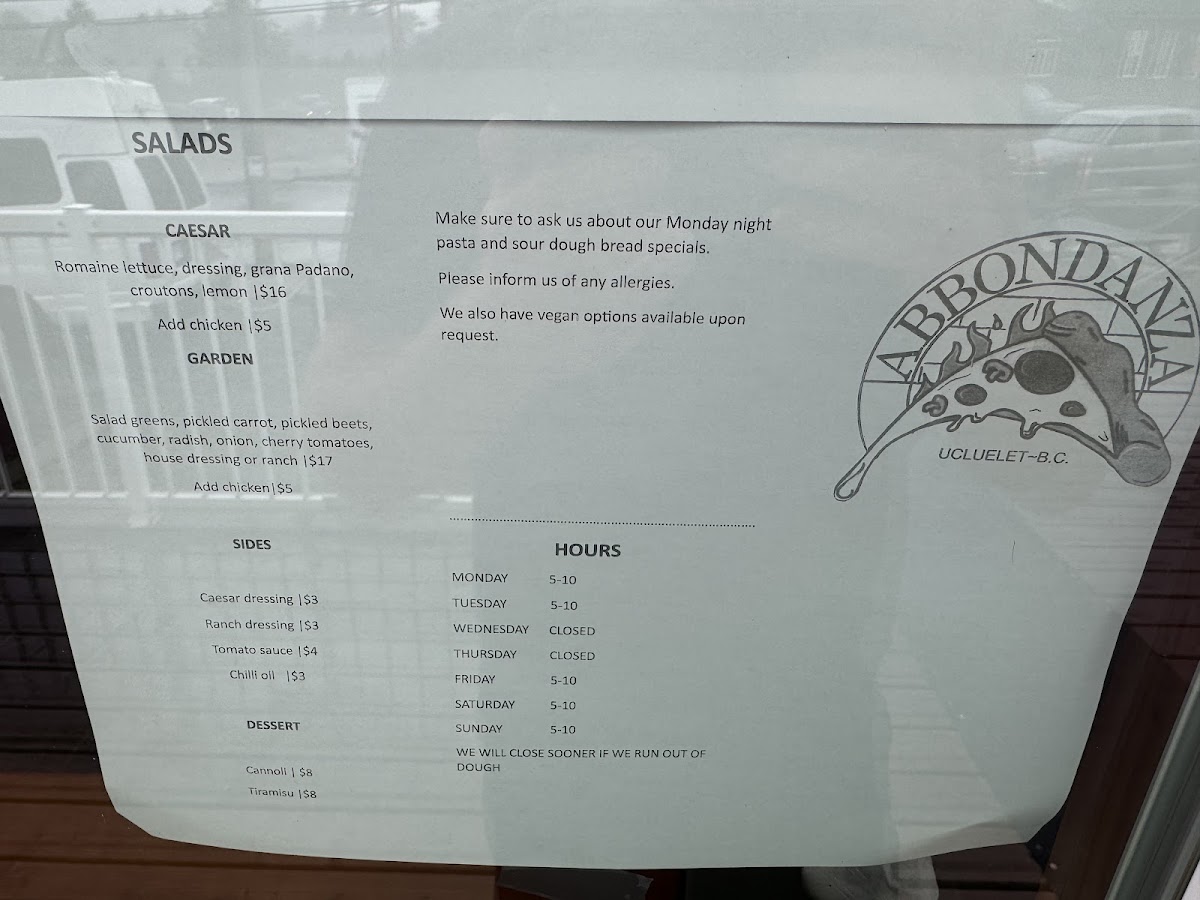 SALADS
CAESAR
Romaine lettuce, dressing, grana Padano,
croutons, lemon |$16
Add chicken |$5
GARDEN
Salad greens, pickled carrot, pickled beets,
cucumber, radish, onion, cherry tomatoes,
house dressing or ranch |$17
Add chicken|$5
SIDES
Caesar dressing |$3
Ranch dressing |$3
Tomato sauce |$4
Chilli oil |$3
DESSERT
Cannoli | $8
Tiramisu |$8
Make sure to ask us about our Monday night
pasta and sour dough bread specials.
Please inform us of any allergies.
We also have vegan options available upon
request.
HOURS
MONDAY 5-10
TUESDAY 5-10
WEDNESDAY CLOSED
THURSDAY CLOSED
FRIDAY 5-10
SATURDAY 5-10
SUNDAY 5-10
WE WILL CLOSE SOONER IF WE RUN OUT OF
DOUGH
ABBONDANZA
UCLUELET~B.C.